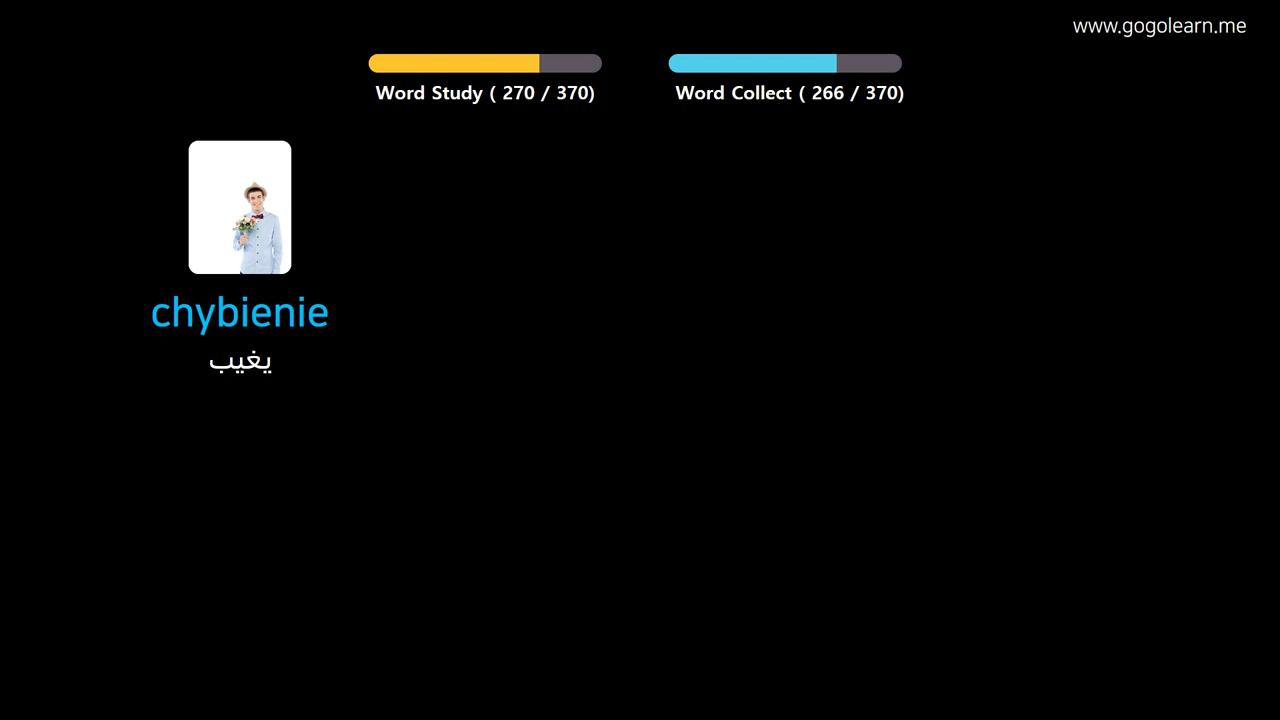 www.gogolearn.me
Word Study ( 270 / 370)
Word Collect ( 266 / 370)
chybienie
يغيب